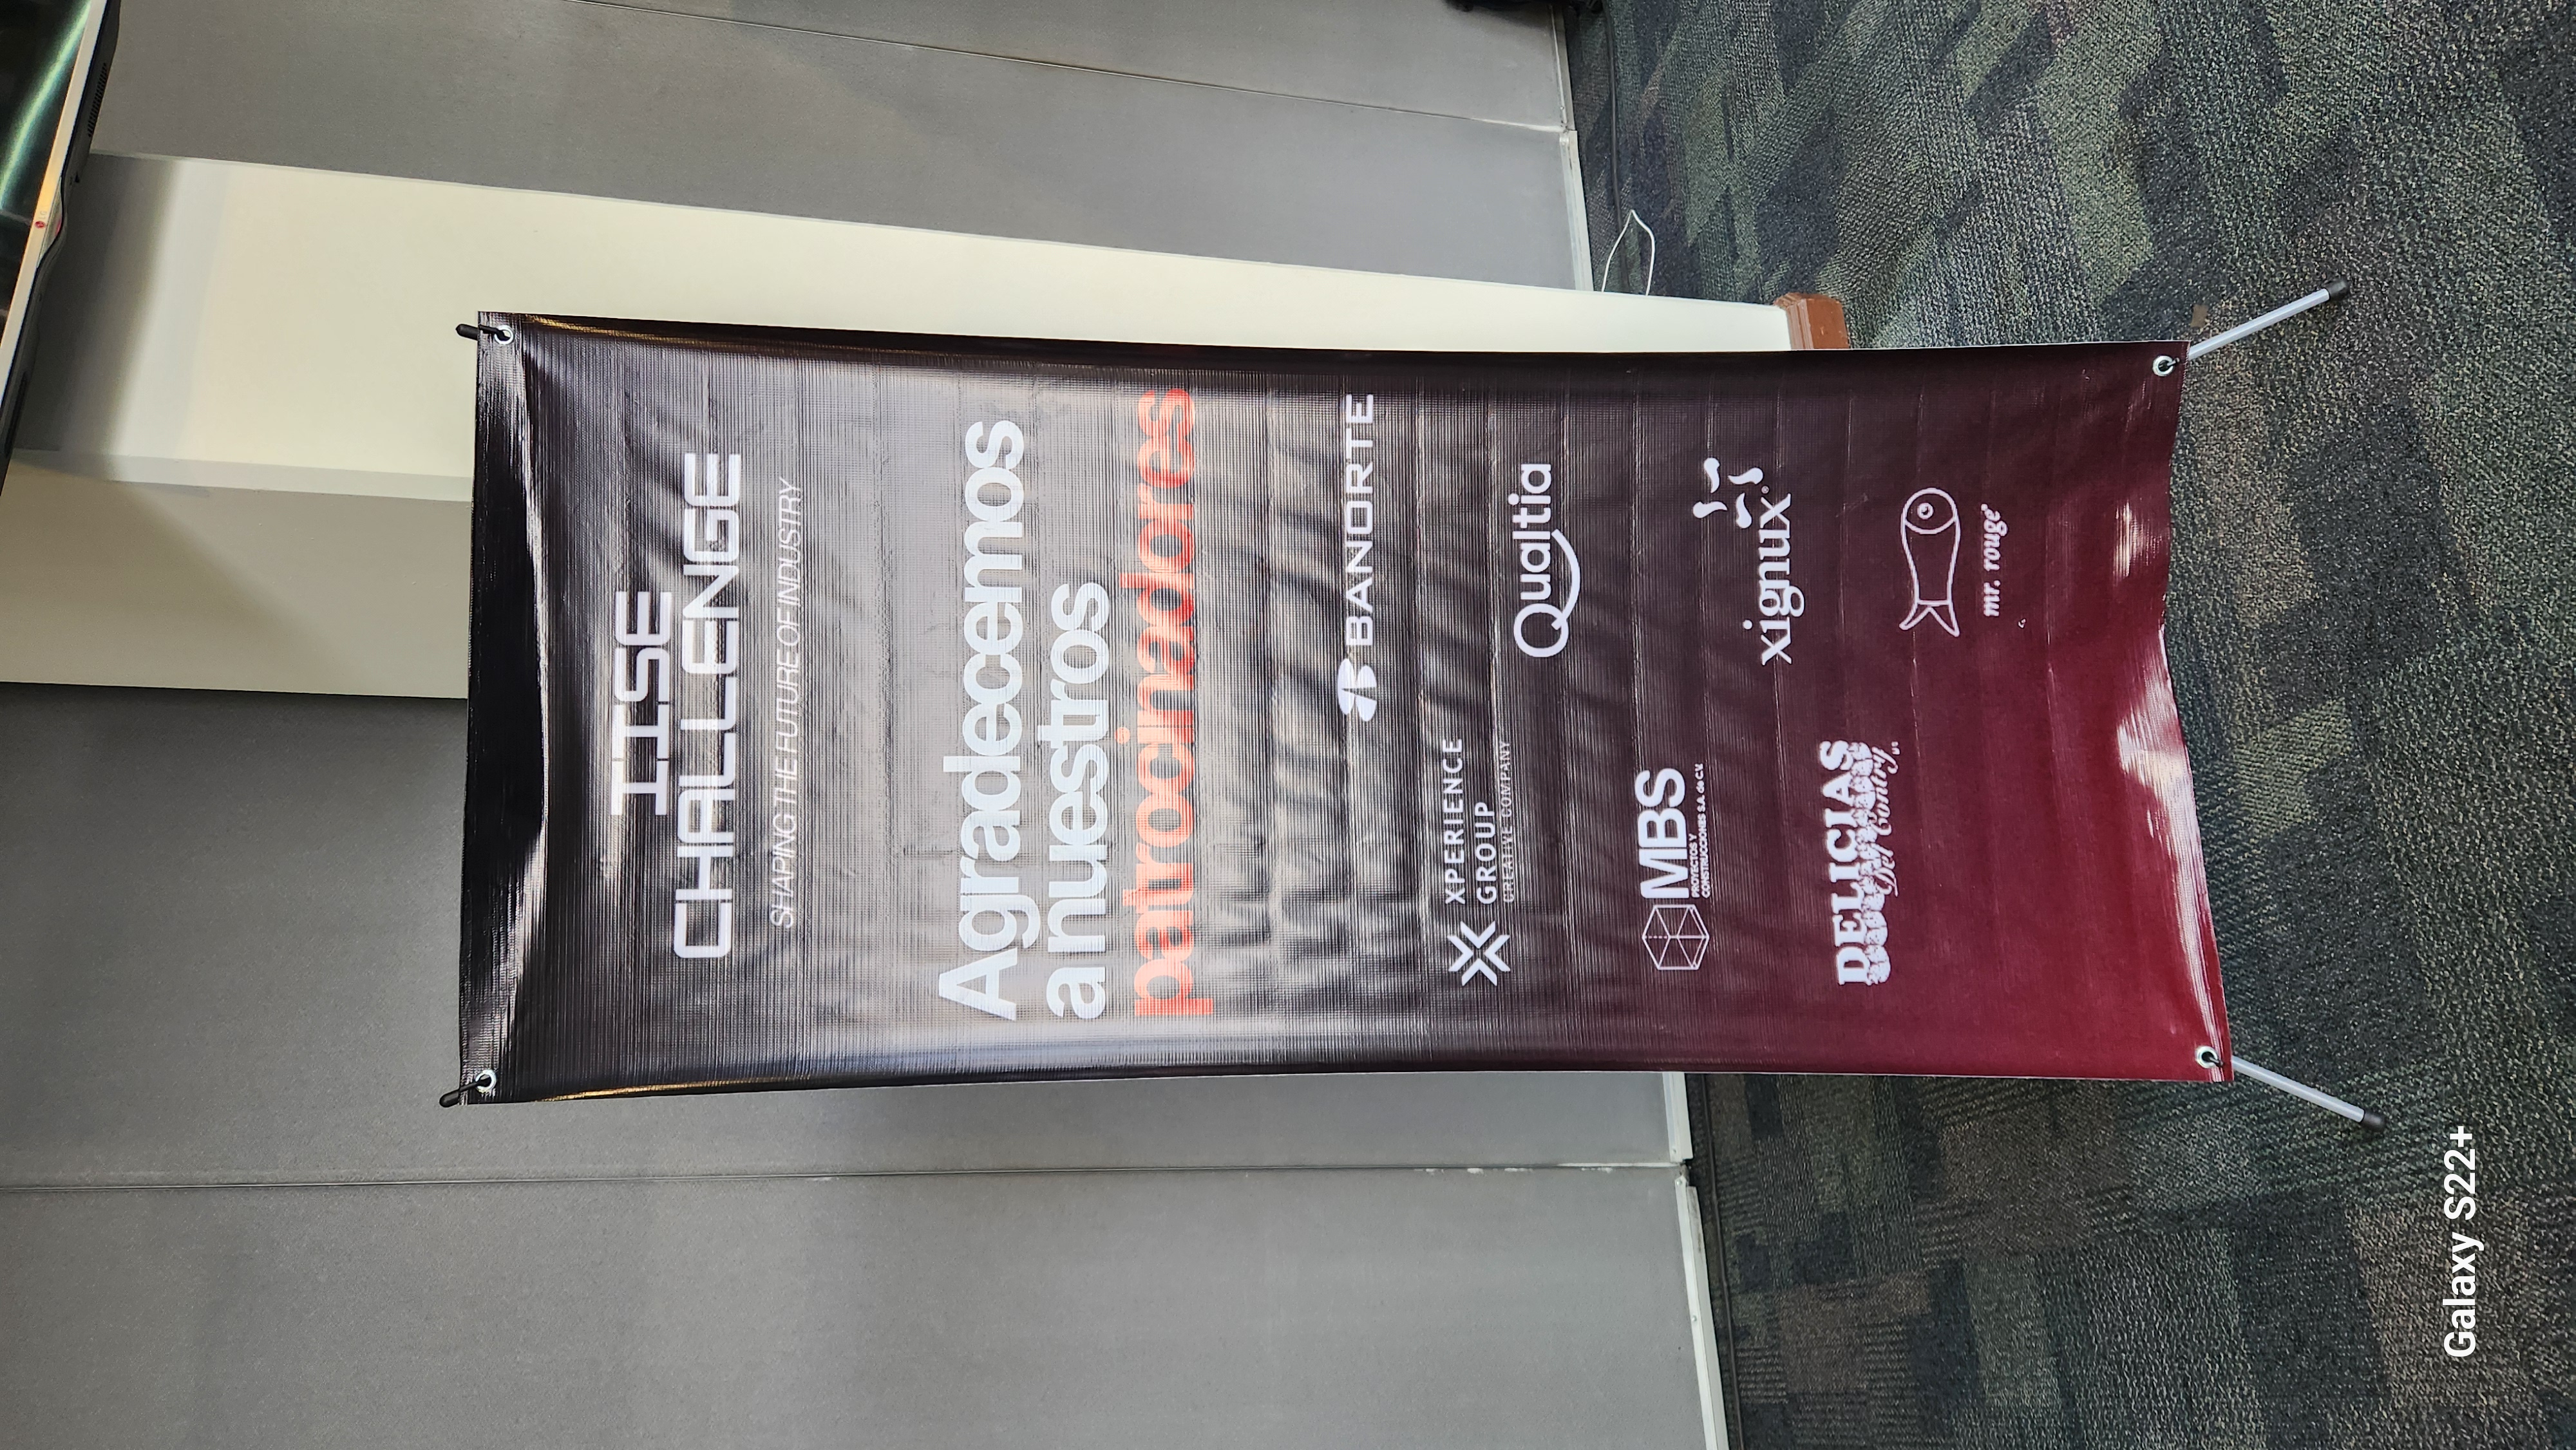 IISE
CHALLENGE
SHAPING THE FUTURE OF INDUSTRY
Agradecemos
a nuestros
patrocinadores
BANORTE
XPERIENCE
GROUP
CREATIVE COMPANY
Qualtia
MBS
PROYECTOS Y
CONSTRUCCIONES S.A. de C.V.
xignux®
DELICIAS
Del Contry
mr. rouge
Galaxy S22+